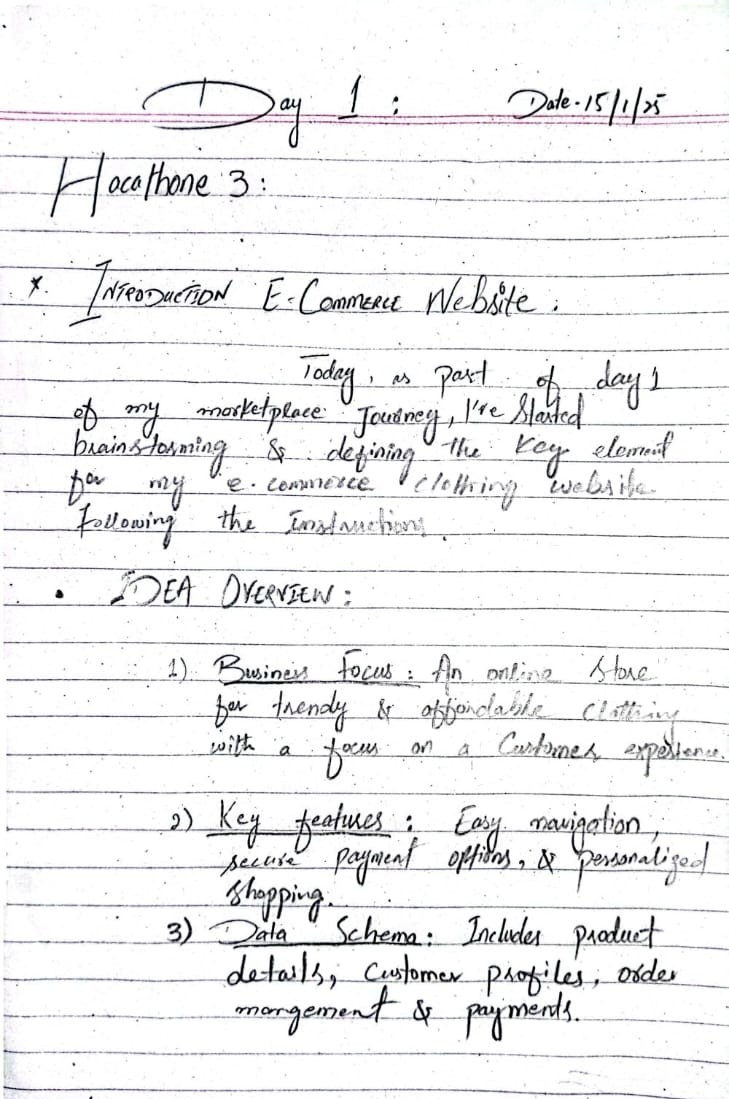 Day 1 :
Date-15/1/25
Hocathone 3 :
* INTRODUCTION E-COMMERCE Website.
Today, as part of day 1
of my marketplace Journey, I've Started
brainstorming & defining the key element
for my e-commerce clothring website
following the Instructions.
• IDEA OVERVIEW :
1) Business Focus : An online Store
for trendy & affordable Clothing
with a focus on a Customer experience.
2) Key features : Easy navigation,
secure payment options, & personalized
shopping.
3) Data Schema : Includes product
details, customer profiles, order
mangement & payments.